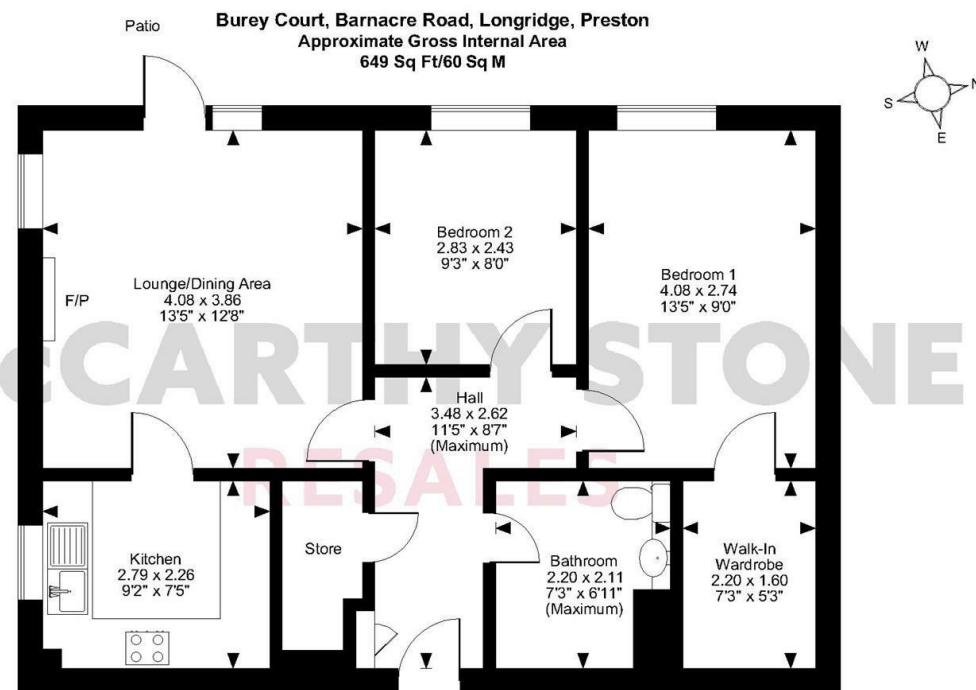 Burey Court, Barnacre Road, Longridge, Preston
Approximate Gross Internal Area
649 Sq Ft/60 Sq M
Patio
W
N
S
E
Lounge/Dining Area
4.08 x 3.86
13'5" x 12'8"
F/P
Bedroom 2
2.83 x 2.43
9'3" x 8'0"
Bedroom 1
4.08 x 2.74
13'5" x 9'0"
cCARTHY STONE
RESALES
Hall
3.48 x 2.62
11'5" x 8'7"
(Maximum)
Kitchen
2.79 x 2.26
9'2" x 7'5"
Store
Bathroom
2.20 x 2.11
7'3" x 6'11"
(Maximum)
Walk-In
Wardrobe
2.20 x 1.60
7'3" x 5'3"